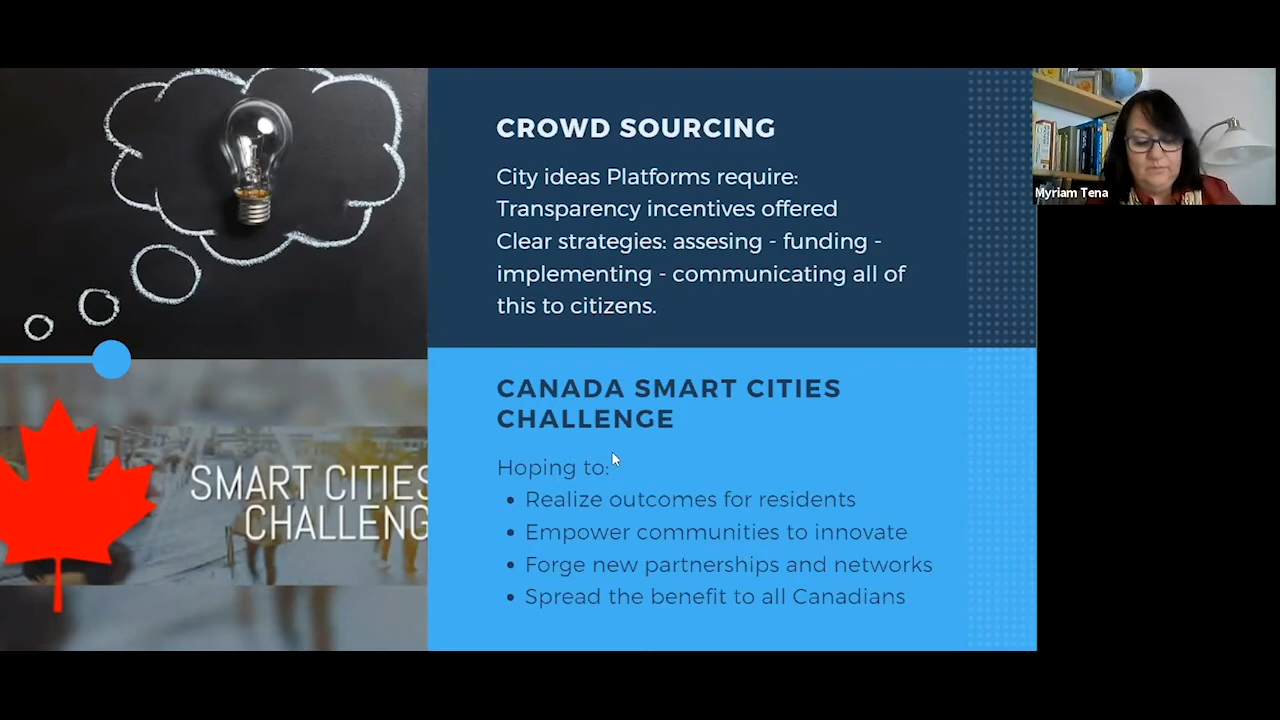 CROWD SOURCING
City ideas Platforms require:
Transparency incentives offered
Clear strategies: assesing - funding -
implementing - communicating all of
this to citizens.
Myriam Tena
CANADA SMART CITIES
CHALLENGE
Hoping to:
• Realize outcomes for residents
• Empower communities to innovate
• Forge new partnerships and networks
• Spread the benefit to all Canadians
SMART CITIES
CHALLENG